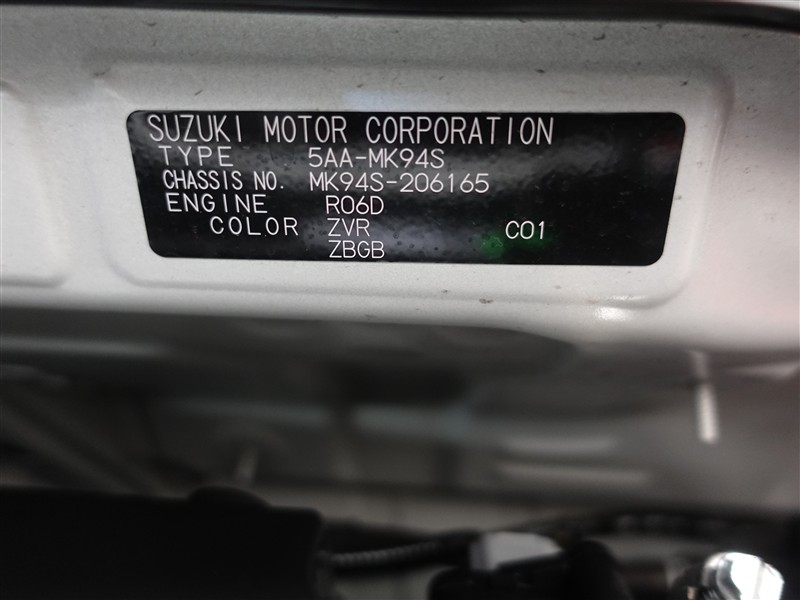 SUZUKI MOTOR CORPORATION
TYPE 5AA-MK94S
CHASSIS NO. MK94S-206165
ENGINE R06D
COLOR ZVR C01
ZBGB